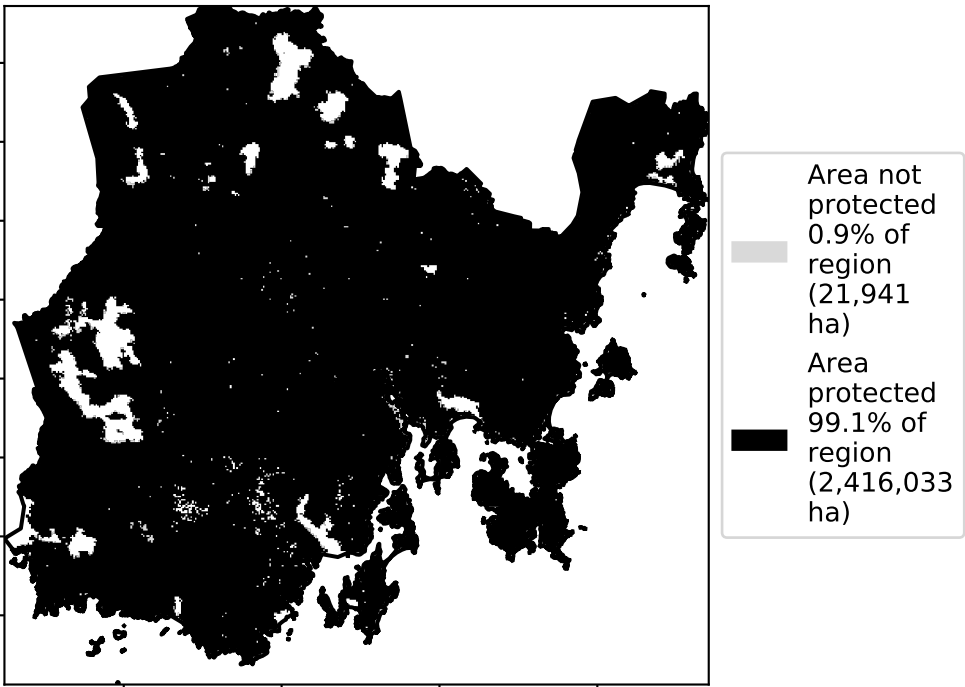 Area not
protected
0.9% of
region
(21,941
ha)
Area
protected
99.1% of
region
(2,416,033
ha)